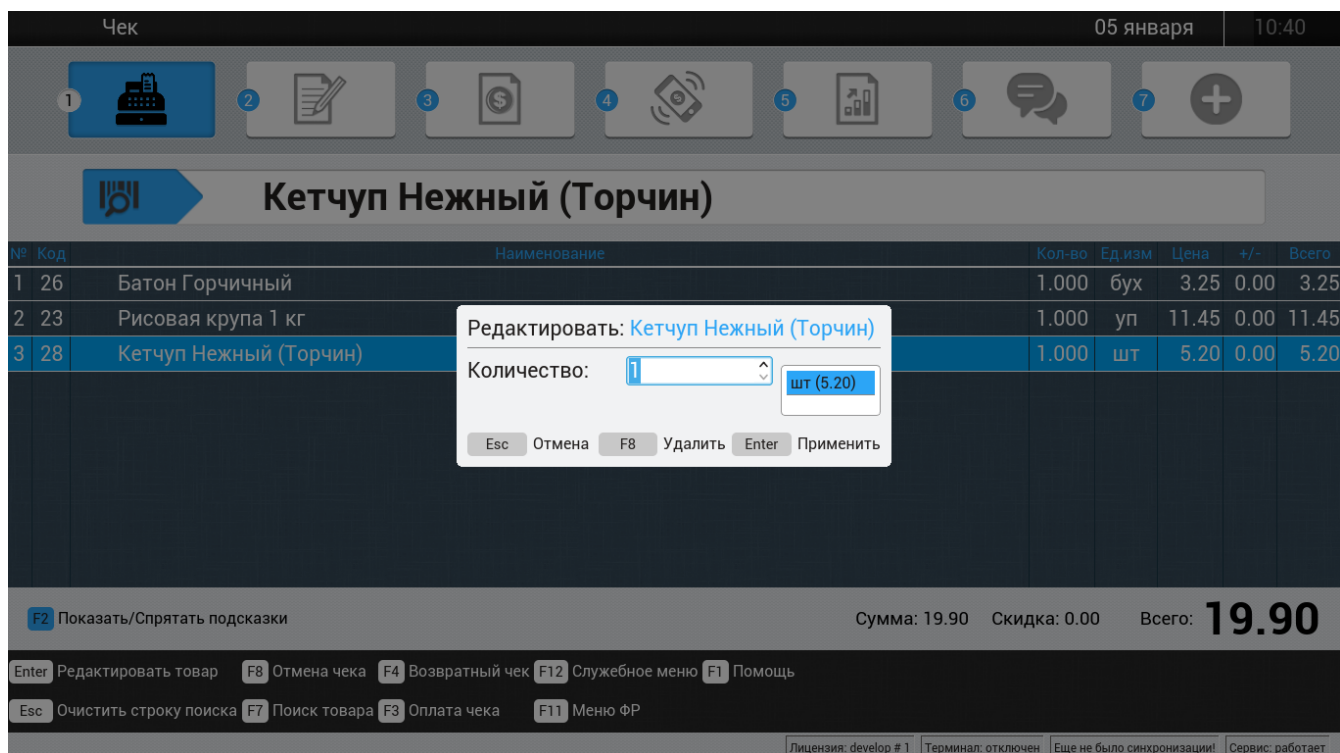 Чек 05 января 10:40
1 2 3 4 5 6 7
Кетчуп Нежный (Торчин)
№ Код Наименование Кол-во Ед.изм Цена +/- Всего
1 26 Батон Горчичный 1.000 бух 3.25 0.00 3.25
2 23 Рисовая крупа 1 кг 1.000 уп 11.45 0.00 11.45
3 28 Кетчуп Нежный (Торчин) 1.000 шт 5.20 0.00 5.20
Редактировать: Кетчуп Нежный (Торчин)
Количество: 1 шт (5.20)
Esc Отмена F8 Удалить Enter Применить
F2 Показать/Спрятать подсказки Сумма: 19.90 Скидка: 0.00 Всего: 19.90
Enter Редактировать товар F8 Отмена чека F4 Возвратный чек F12 Служебное меню F1 Помощь
Esc Очистить строку поиска F7 Поиск товара F3 Оплата чека F11 Меню ФР
Лицензия: develop # 1 Терминал: отключен Еще не было синхронизации! Сервис: работает